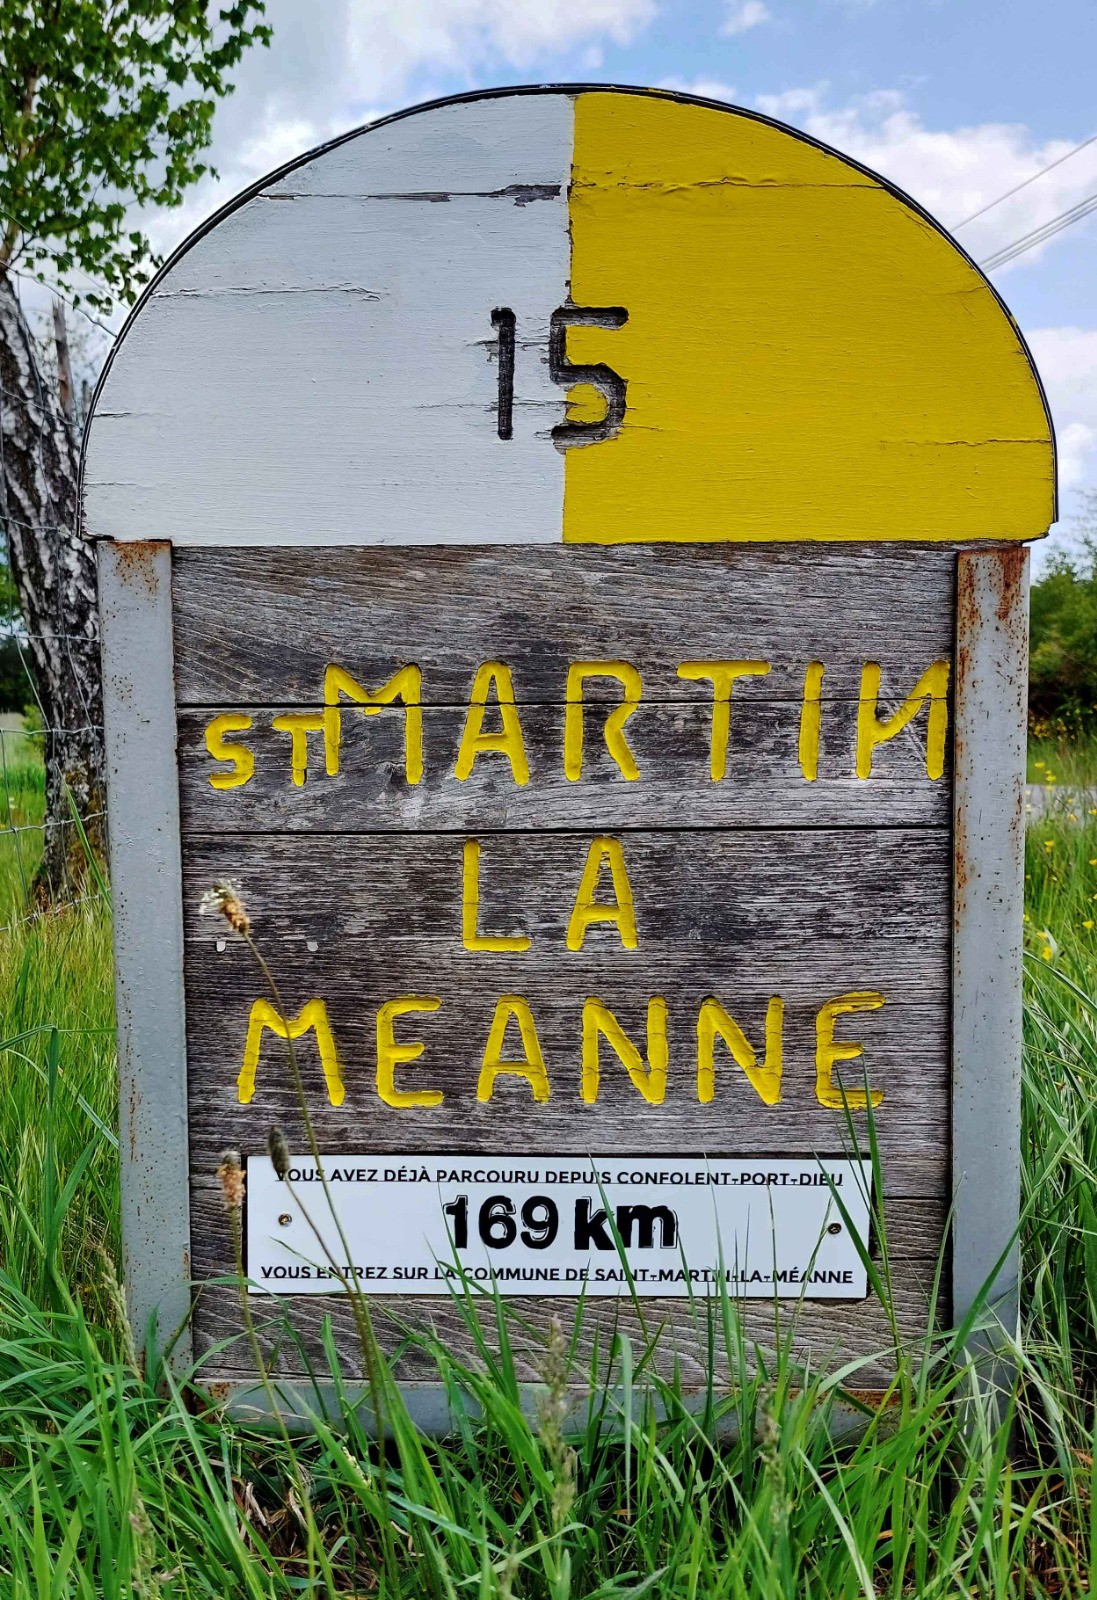 15
ST MARTIN
LA
MEANNE
VOUS AVEZ DÉJÀ PARCOURU DEPUIS CONFOLENT-PORT-DIEU
169 km
VOUS ENTREZ SUR LA COMMUNE DE SAINT-MARTIN-LA-MÉANNE